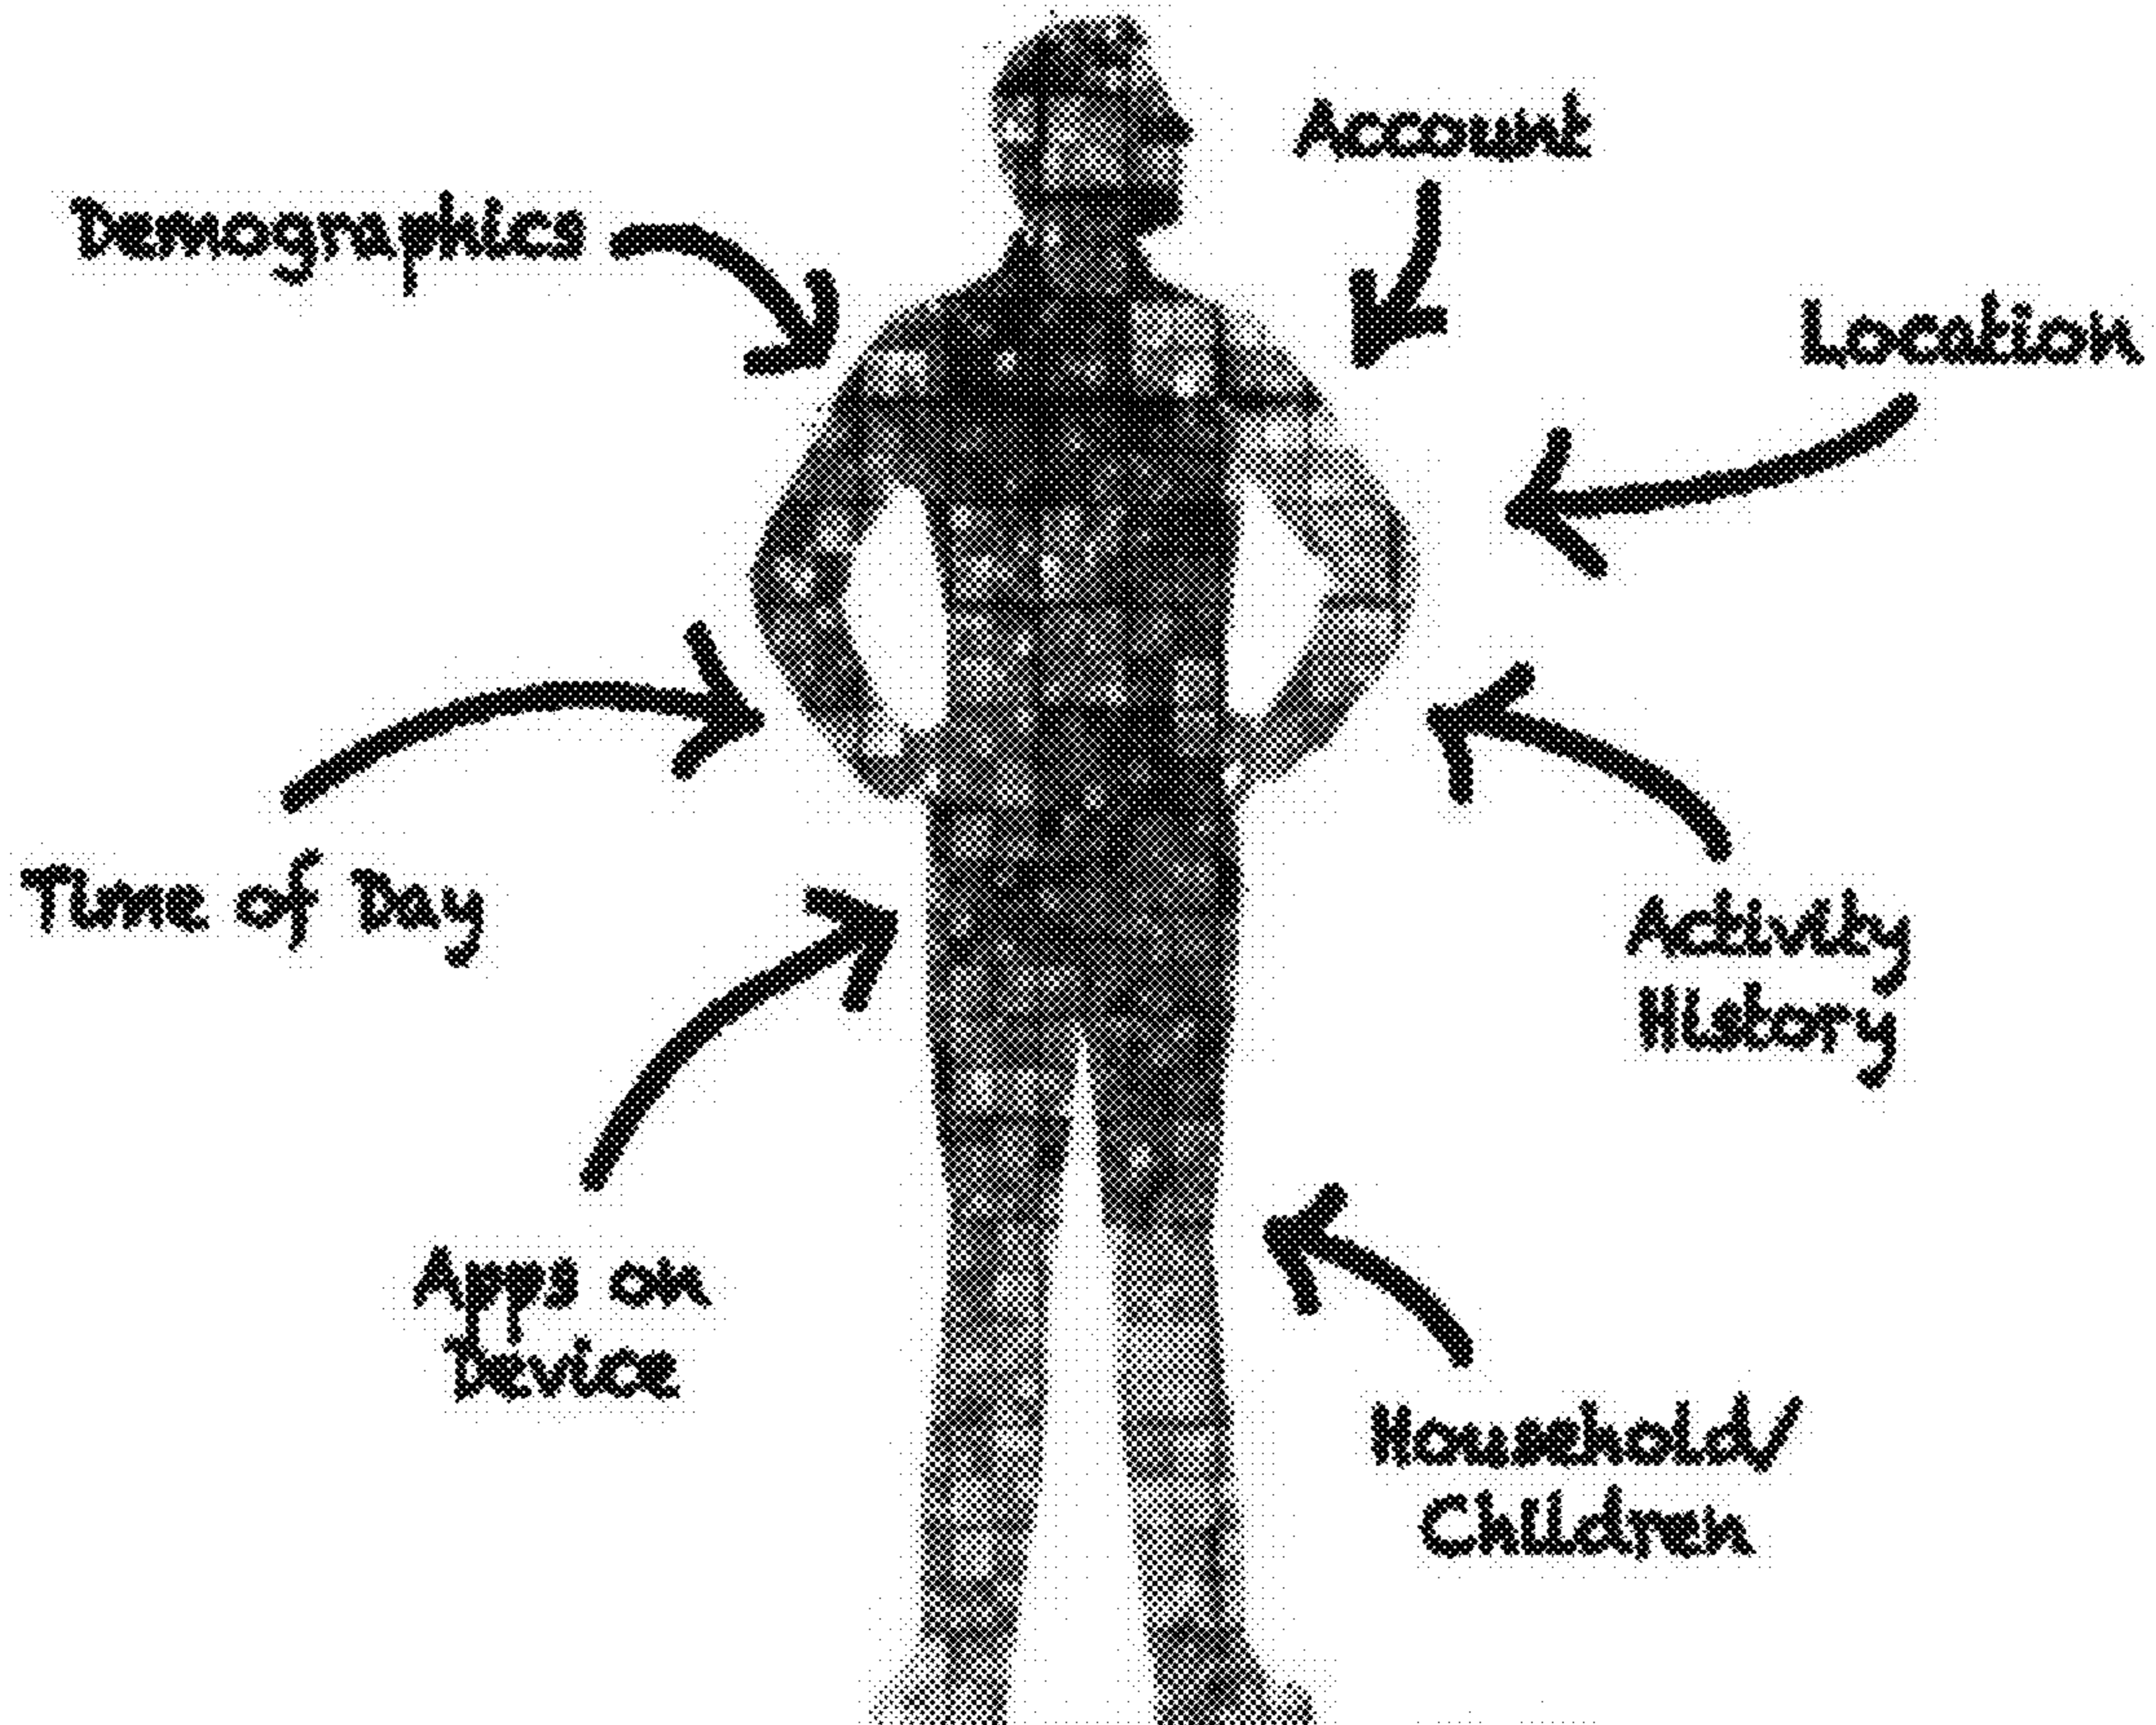 Account
Demographics
Location
Time of Day
Activity
History
Apps on
Device
Household/
Children